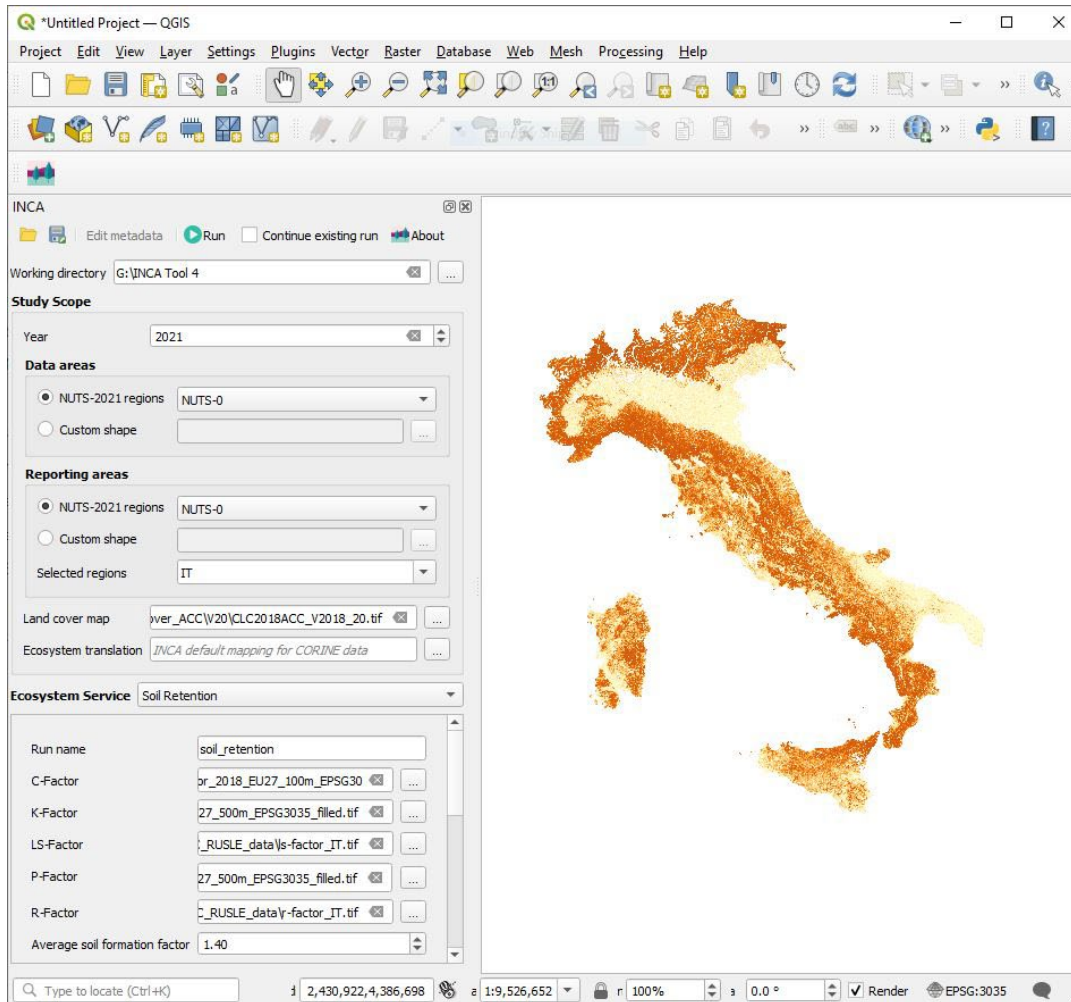 *Untitled Project — QGIS
Project Edit View Layer Settings Plugins Vector Raster Database Web Mesh Processing Help
INCA
Edit metadata Run Continue existing run About
Working directory G:\INCA Tool 4 ...
Study Scope
Year 2021
Data areas
NUTS-2021 regions NUTS-0
Custom shape ...
Reporting areas
NUTS-2021 regions NUTS-0
Custom shape ...
Selected regions IT
Land cover map over_ACC\V20\CLC2018ACC_V2018_20.tif ...
Ecosystem translation INCA default mapping for CORINE data ...
Ecosystem Service Soil Retention
Run name soil_retention
C-Factor or_2018_EU27_100m_EPSG30 ...
K-Factor 27_500m_EPSG3035_filled.tif ...
LS-Factor C_RUSLE_data\ls-factor_IT.tif ...
P-Factor 27_500m_EPSG3035_filled.tif ...
R-Factor C_RUSLE_data\r-factor_IT.tif ...
Average soil formation factor 1.40
Type to locate (Ctrl+K) 2,430,922,4,386,698 1:9,526,652 100% 0.0 ° Render EPSG:3035